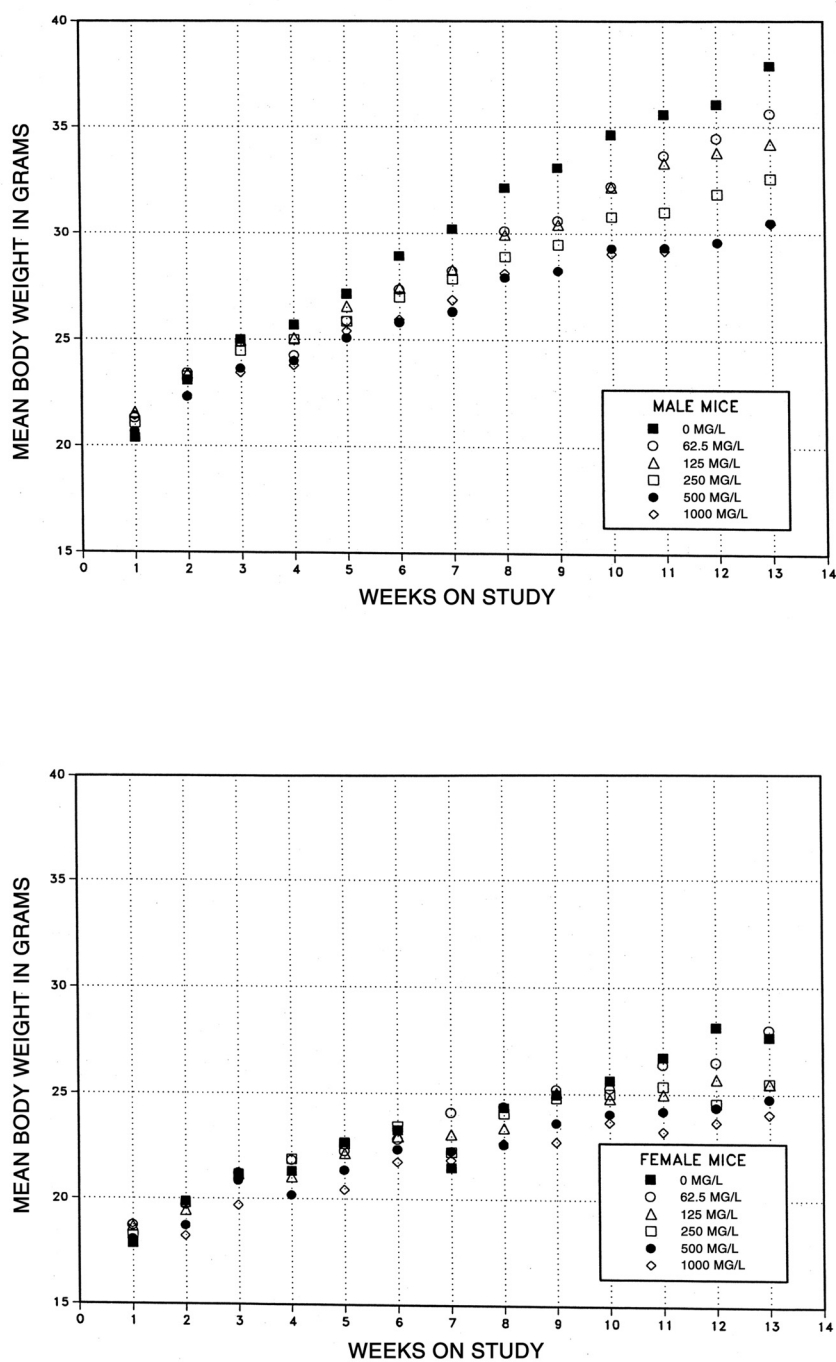 40
35
30
25
20
15
MEAN BODY WEIGHT IN GRAMS
MALE MICE
0 MG/L
62.5 MG/L
125 MG/L
250 MG/L
500 MG/L
1000 MG/L
0 1 2 3 4 5 6 7 8 9 10 11 12 13 14
WEEKS ON STUDY
40
35
30
25
20
15
MEAN BODY WEIGHT IN GRAMS
FEMALE MICE
0 MG/L
62.5 MG/L
125 MG/L
250 MG/L
500 MG/L
1000 MG/L
0 1 2 3 4 5 6 7 8 9 10 11 12 13 14
WEEKS ON STUDY